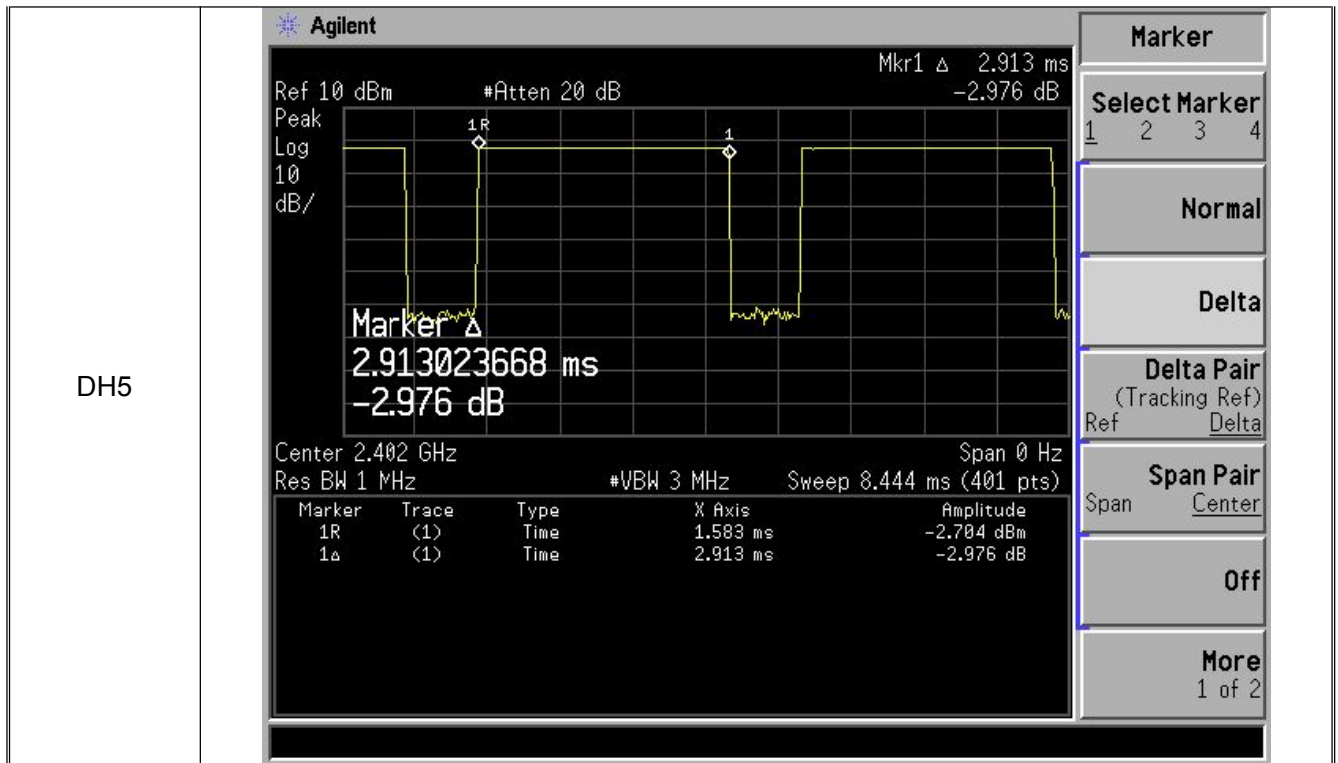 DH5
Agilent
Mkr1 Δ 2.913 ms
Ref 10 dBm #Atten 20 dB -2.976 dB
Peak
Log
10
dB/
1R
1
Marker Δ
2.913023668 ms
-2.976 dB
Center 2.402 GHz Span 0 Hz
Res BW 1 MHz #VBW 3 MHz Sweep 8.444 ms (401 pts)
Marker Trace Type X Axis Amplitude
1R (1) Time 1.583 ms -2.704 dBm
1Δ (1) Time 2.913 ms -2.976 dB
Marker
Select Marker
1 2 3 4
Normal
Delta
Delta Pair
(Tracking Ref)
Ref Delta
Span Pair
Span Center
Off
More
1 of 2